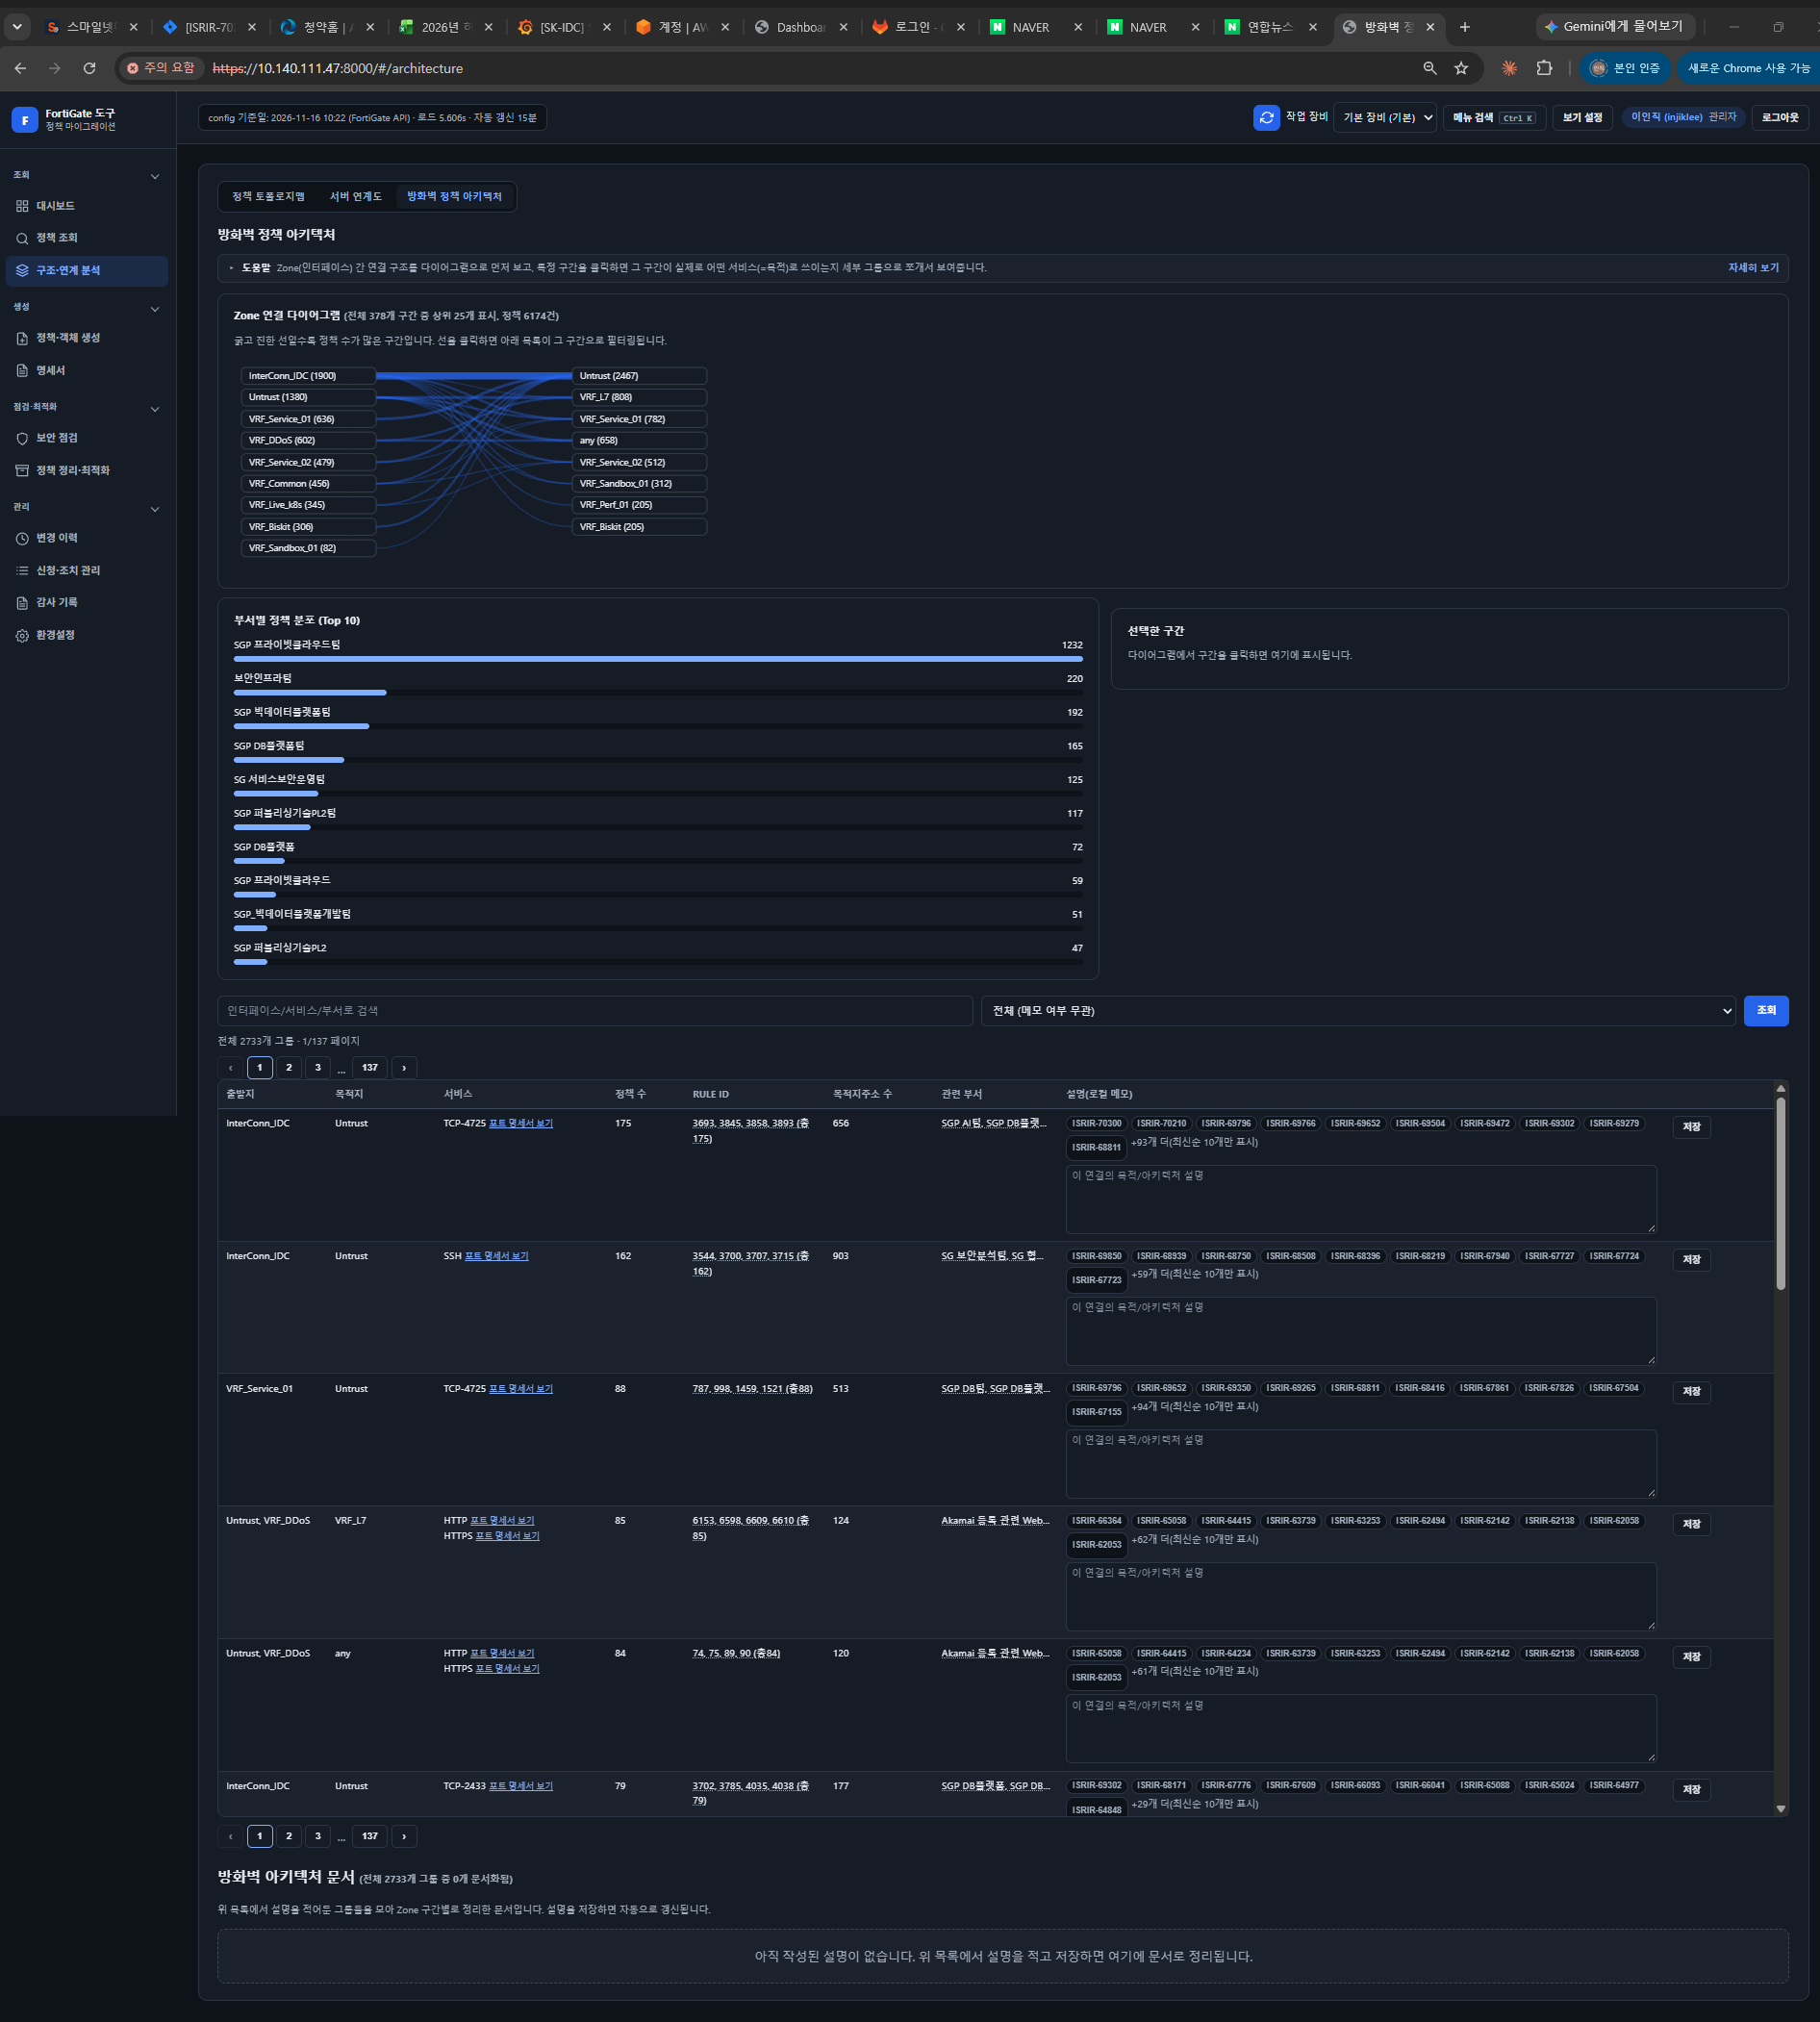 스마일넷
[ISRIR-70
청약홈 | A
2026년 하
[SK-IDC]
계정 | AW
Dashboar
로그인 ·
NAVER
NAVER
연합뉴스
방화벽 정
Gemini에게 물어보기
주의 요함
https://10.140.111.47:8000/#/architecture
본인 인증
새로운 Chrome 사용 가능
F
FortiGate 도구
정책 마이그레이션
config 기준일: 2026-11-16 10:22 (FortiGate API) · 로드 5.606s · 자동 갱신 15분
작업 장비
기본 장비 (기본)
메뉴 검색 Ctrl K
보기 설정
이인직 (injiklee) 관리자
로그아웃
조회
대시보드
정책 조회
구조·연계 분석
생성
정책·객체 생성
명세서
점검·최적화
보안 점검
정책 정리·최적화
관리
변경 이력
신청·조치 관리
감사 기록
환경설정
정책 토폴로지맵 서버 연계도 방화벽 정책 아키텍처
방화벽 정책 아키텍처
도움말 Zone(인터페이스) 간 연결 구조를 다이어그램으로 먼저 보고, 특정 구간을 클릭하면 그 구간이 실제로 어떤 서비스(=목적)로 쓰이는지 세부 그룹으로 쪼개서 보여줍니다.
자세히 보기
Zone 연결 다이어그램 (전체 378개 구간 중 상위 25개 표시, 정책 6174건)
굵고 진한 선일수록 정책 수가 많은 구간입니다. 선을 클릭하면 아래 목록이 그 구간으로 필터링됩니다.
InterConn_IDC (1900)
Untrust (1380)
VRF_Service_01 (636)
VRF_DDoS (602)
VRF_Service_02 (479)
VRF_Common (456)
VRF_Live_k8s (345)
VRF_Biskit (306)
VRF_Sandbox_01 (82)
Untrust (2467)
VRF_L7 (808)
VRF_Service_01 (782)
any (658)
VRF_Service_02 (512)
VRF_Sandbox_01 (312)
VRF_Perf_01 (205)
VRF_Biskit (205)
부서별 정책 분포 (Top 10)
SGP 프라이빗클라우드팀 1232
보안인프라팀 220
SGP 빅데이터플랫폼팀 192
SGP DB플랫폼팀 165
SG 서비스보안운영팀 125
SGP 퍼블리싱기술PL2팀 117
SGP DB플랫폼 72
SGP 프라이빗클라우드 59
SGP_빅데이터플랫폼개발팀 51
SGP 퍼블리싱기술PL2 47
선택한 구간
다이어그램에서 구간을 클릭하면 여기에 표시됩니다.
인터페이스/서비스/부서로 검색
전체 (메모 여부 무관)
조회
전체 2733개 그룹 · 1/137 페이지
‹ 1 2 3 ... 137 ›
출발지 목적지 서비스 정책 수 RULE ID 목적지주소 수 관련 부서 설명(로컬 메모)
InterConn_IDC Untrust TCP-4725 포트 명세서 보기 175 3693, 3845, 3858, 3893 (총 175) 656 SGP AI팀, SGP DB플랫...
ISRIR-70300 ISRIR-70210 ISRIR-69796 ISRIR-69766 ISRIR-69652 ISRIR-69504 ISRIR-69472 ISRIR-69302 ISRIR-69279
ISRIR-68811 +93개 더(최신순 10개만 표시)
이 연결의 목적/아키텍처 설명
저장
InterConn_IDC Untrust SSH 포트 명세서 보기 162 3544, 3700, 3707, 3715 (총 162) 903 SG 보안분석팀, SG 협...
ISRIR-69850 ISRIR-68939 ISRIR-68750 ISRIR-68508 ISRIR-68396 ISRIR-68219 ISRIR-67940 ISRIR-67727 ISRIR-67724
ISRIR-67723 +59개 더(최신순 10개만 표시)
이 연결의 목적/아키텍처 설명
저장
VRF_Service_01 Untrust TCP-4725 포트 명세서 보기 88 787, 998, 1459, 1521 (총88) 513 SGP DB팀, SGP DB플랫...
ISRIR-69796 ISRIR-69652 ISRIR-69350 ISRIR-69265 ISRIR-68811 ISRIR-68416 ISRIR-67861 ISRIR-67826 ISRIR-67504
ISRIR-67155 +94개 더(최신순 10개만 표시)
이 연결의 목적/아키텍처 설명
저장
Untrust, VRF_DDoS VRF_L7 HTTP 포트 명세서 보기 85 6153, 6598, 6609, 6610 (총 85) 124 Akamai 등록 관련 Web...
HTTPS 포트 명세서 보기
ISRIR-66364 ISRIR-65058 ISRIR-64415 ISRIR-63739 ISRIR-63253 ISRIR-62494 ISRIR-62142 ISRIR-62138 ISRIR-62058
ISRIR-62053 +62개 더(최신순 10개만 표시)
이 연결의 목적/아키텍처 설명
저장
Untrust, VRF_DDoS any HTTP 포트 명세서 보기 84 74, 75, 89, 90 (총84) 120 Akamai 등록 관련 Web...
HTTPS 포트 명세서 보기
ISRIR-65058 ISRIR-64415 ISRIR-64234 ISRIR-63739 ISRIR-63253 ISRIR-62494 ISRIR-62142 ISRIR-62138 ISRIR-62058
ISRIR-62053 +61개 더(최신순 10개만 표시)
이 연결의 목적/아키텍처 설명
저장
InterConn_IDC Untrust TCP-2433 포트 명세서 보기 79 3702, 3785, 4035, 4038 (총 79) 177 SGP DB플랫폼, SGP DB...
ISRIR-69302 ISRIR-68171 ISRIR-67776 ISRIR-67609 ISRIR-66093 ISRIR-66041 ISRIR-65088 ISRIR-65024 ISRIR-64977
ISRIR-64848 +29개 더(최신순 10개만 표시)
저장
‹ 1 2 3 ... 137 ›
방화벽 아키텍처 문서 (전체 2733개 그룹 중 0개 문서화됨)
위 목록에서 설명을 적어둔 그룹들을 모아 Zone 구간별로 정리한 문서입니다. 설명을 저장하면 자동으로 갱신됩니다.
아직 작성된 설명이 없습니다. 위 목록에서 설명을 적고 저장하면 여기에 문서로 정리됩니다.